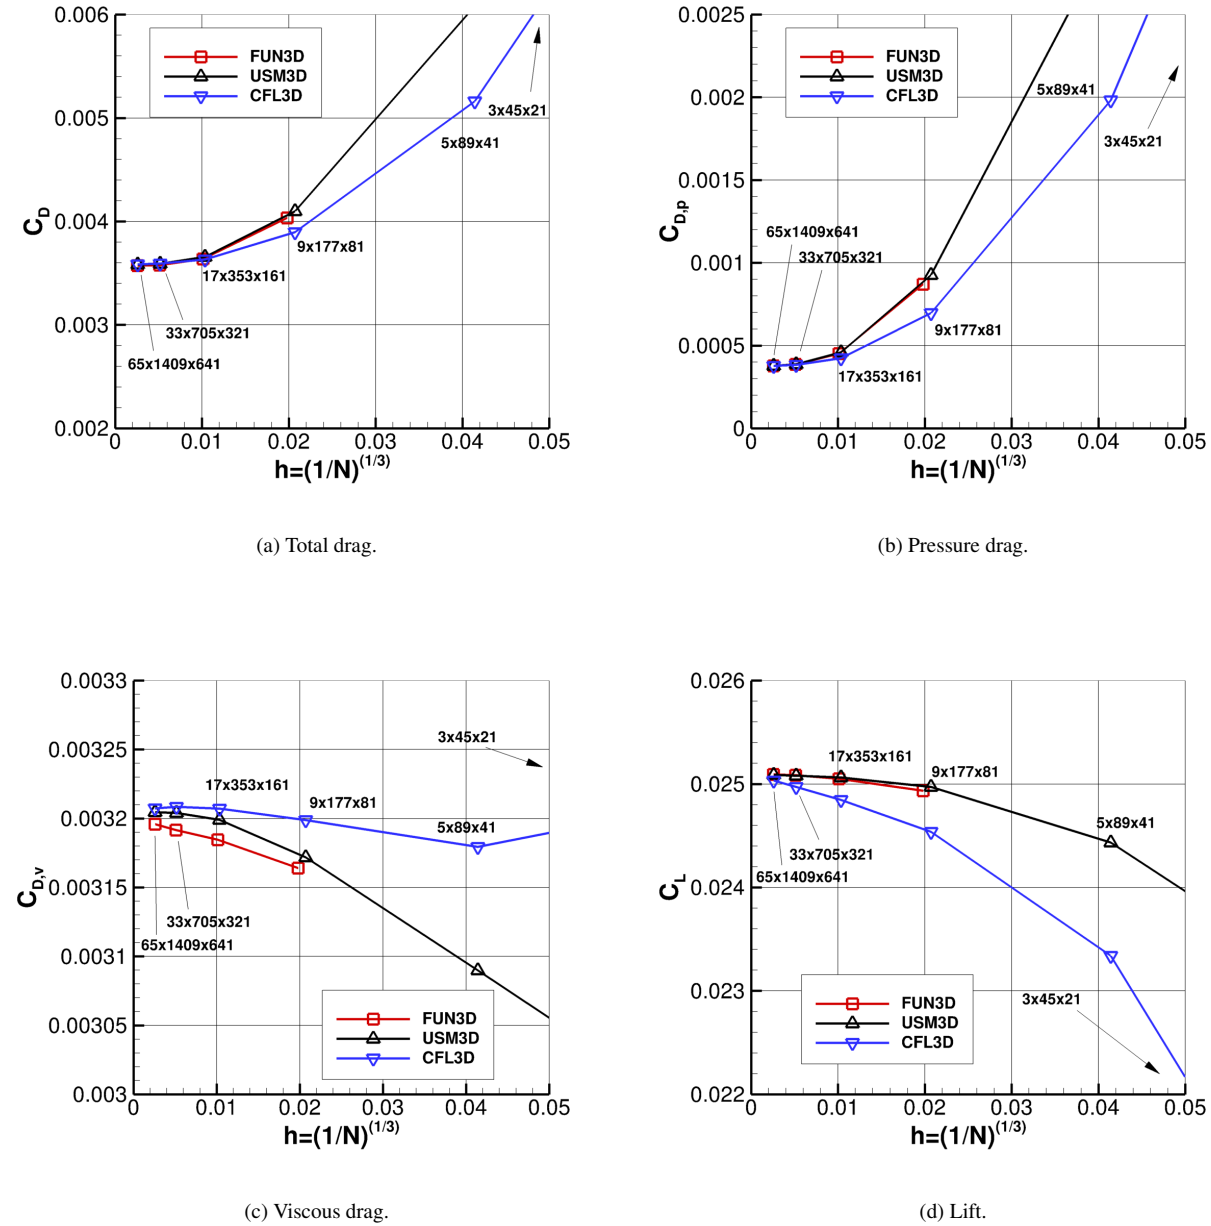 0.006
0.005
0.004
0.003
0.002
C_D
FUN3D
USM3D
CFL3D
3x45x21
5x89x41
9x177x81
17x353x161
33x705x321
65x1409x641
0 0.01 0.02 0.03 0.04 0.05
h=(1/N)^(1/3)
(a) Total drag.
0.0025
0.002
0.0015
0.001
0.0005
0
C_D,p
FUN3D
USM3D
CFL3D
5x89x41
3x45x21
65x1409x641
33x705x321
9x177x81
17x353x161
0 0.01 0.02 0.03 0.04 0.05
h=(1/N)^(1/3)
(b) Pressure drag.
0.0033
0.00325
0.0032
0.00315
0.0031
0.00305
0.003
C_D,v
3x45x21
17x353x161
9x177x81
5x89x41
33x705x321
65x1409x641
FUN3D
USM3D
CFL3D
0 0.01 0.02 0.03 0.04 0.05
h=(1/N)^(1/3)
(c) Viscous drag.
0.026
0.025
0.024
0.023
0.022
C_L
17x353x161
9x177x81
5x89x41
33x705x321
65x1409x641
3x45x21
FUN3D
USM3D
CFL3D
0 0.01 0.02 0.03 0.04 0.05
h=(1/N)^(1/3)
(d) Lift.